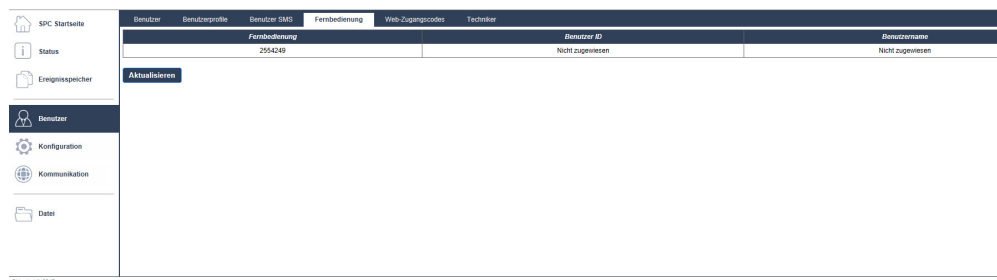 SPC Startseite
Status
Ereignisspeicher
Benutzer
Konfiguration
Kommunikation
Datei
Benutzer Benutzerprofile Benutzer SMS Fernbedienung Web-Zugangscodes Techniker
Fernbedienung Benutzer ID Benutzername
2554249 Nicht zugewiesen Nicht zugewiesen
Aktualisieren